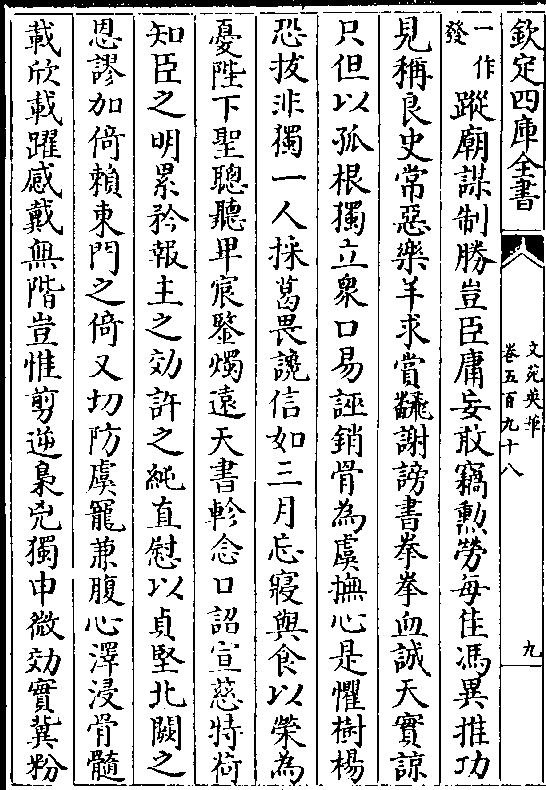 欽定四庫全書
文苑英華
卷五百九十八
九
一作
發
蹤廟謀制勝豈臣庸妄敢竊勲勞每佳馮異推功
見稱良史常惡樂羊求賞翻謝謗書拳拳血誠天實諒
只但以孤根獨立衆口易誣銷骨為虞撫心是懼樹楊
恐拔非獨一人採葛畏讒信如三月忘寢與食以榮為
憂陛下聖聰聽卑宸鑒燭遠天書軫念口詔宣慈特荷
知臣之明累矜報主之効許之純直慰以貞堅北闕之
恩謬加倚賴東門之倚又切防虞寵兼腹心澤浸骨髓
載欣載躍感戴無階豈惟剪逆梟兇獨申微効實冀粉